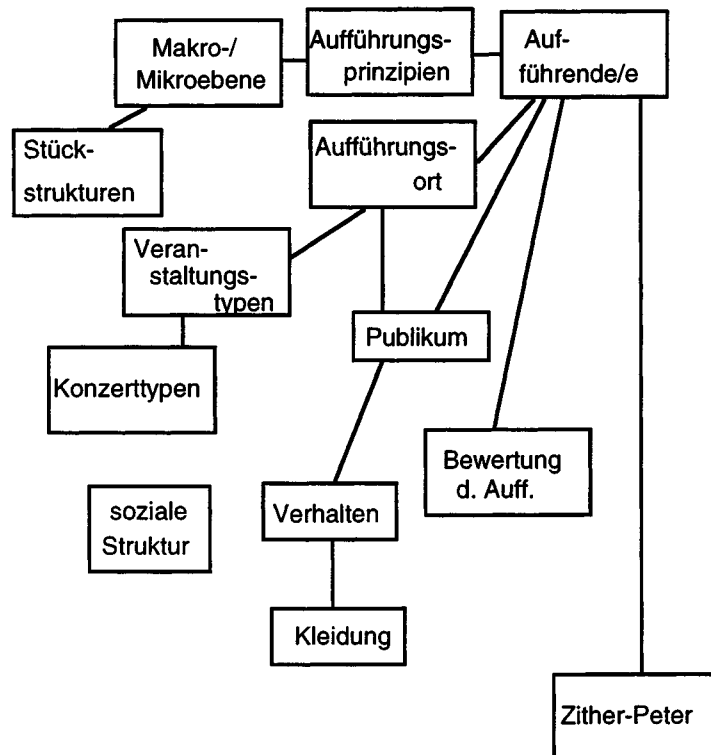 Makro-/
Mikroebene
Aufführungs-
prinzipien
Auf-
führende/e
Stück-
strukturen
Aufführungs-
ort
Veran-
staltungs-
typen
Publikum
Konzerttypen
Bewertung
d. Auff.
soziale
Struktur
Verhalten
Kleidung
Zither-Peter